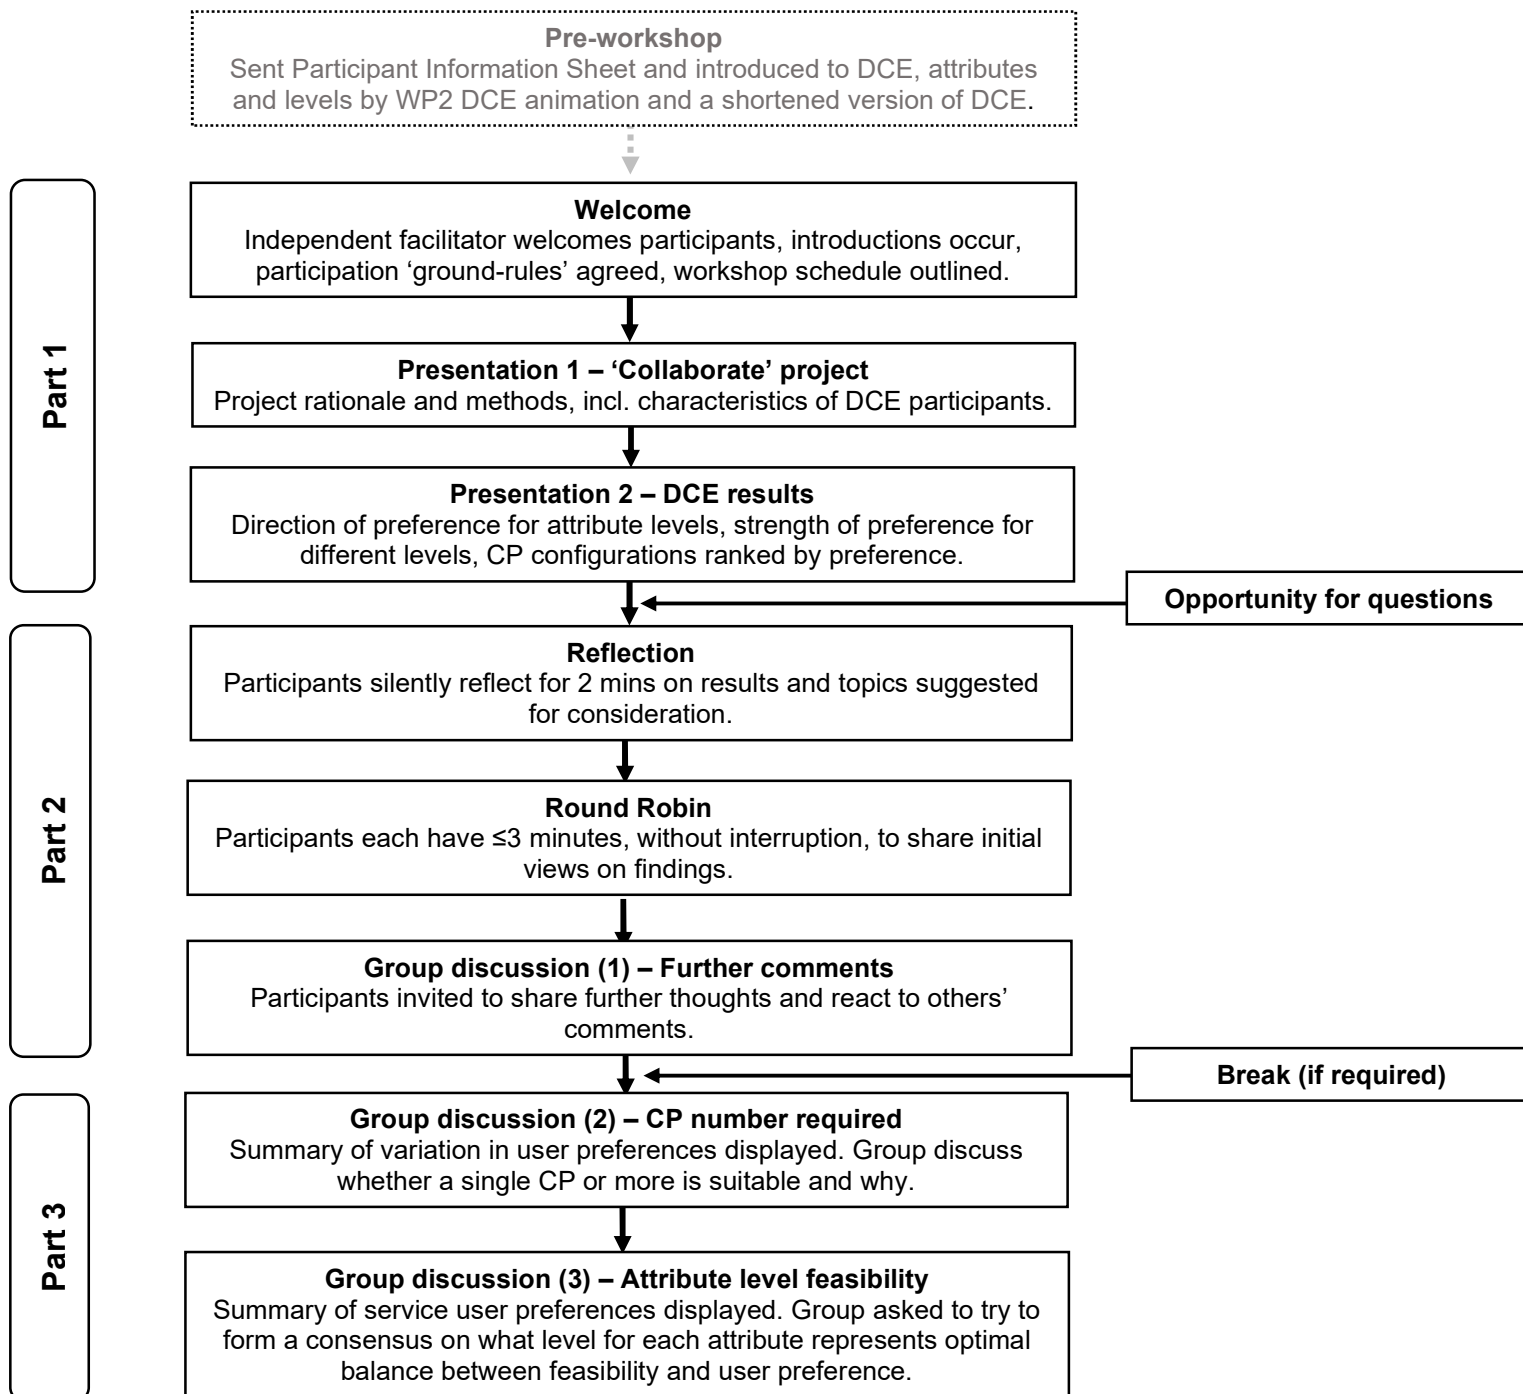 Pre-workshop
Sent Participant Information Sheet and introduced to DCE, attributes
and levels by WP2 DCE animation and a shortened version of DCE.
Part 1
Welcome
Independent facilitator welcomes participants, introductions occur,
participation ‘ground-rules’ agreed, workshop schedule outlined.
Presentation 1 – ‘Collaborate’ project
Project rationale and methods, incl. characteristics of DCE participants.
Presentation 2 – DCE results
Direction of preference for attribute levels, strength of preference for
different levels, CP configurations ranked by preference.
Opportunity for questions
Part 2
Reflection
Participants silently reflect for 2 mins on results and topics suggested
for consideration.
Round Robin
Participants each have ≤3 minutes, without interruption, to share initial
views on findings.
Group discussion (1) – Further comments
Participants invited to share further thoughts and react to others’
comments.
Break (if required)
Part 3
Group discussion (2) – CP number required
Summary of variation in user preferences displayed. Group discuss
whether a single CP or more is suitable and why.
Group discussion (3) – Attribute level feasibility
Summary of service user preferences displayed. Group asked to try to
form a consensus on what level for each attribute represents optimal
balance between feasibility and user preference.